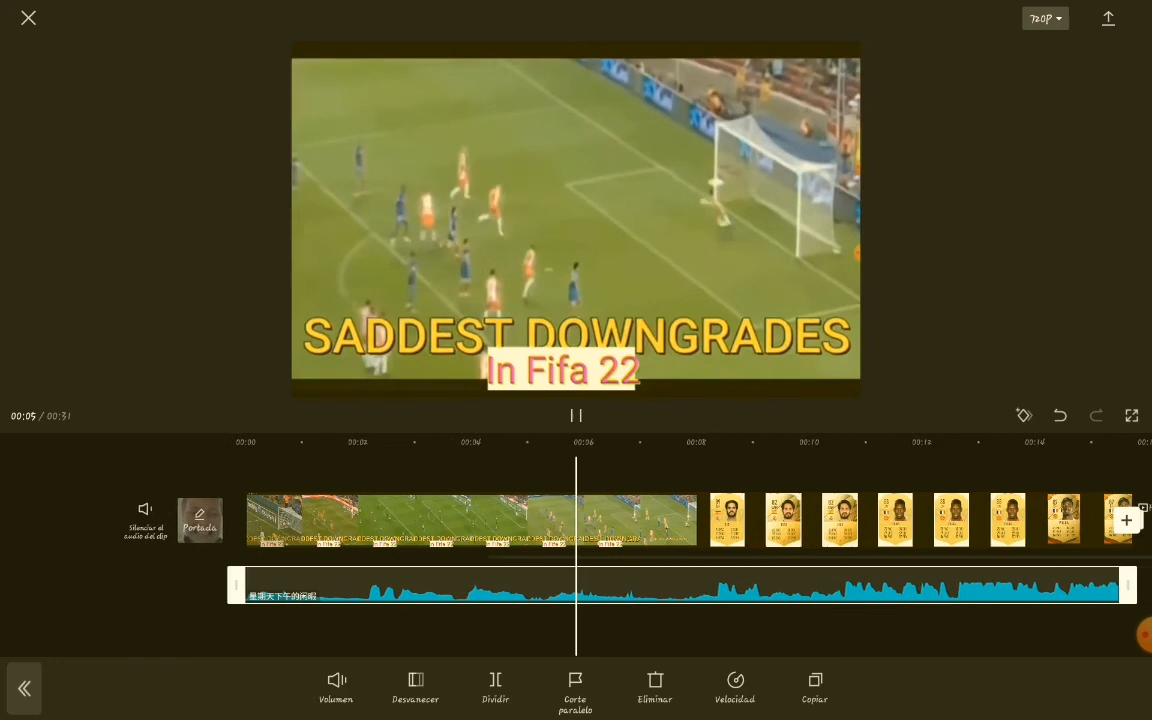 720P
SADDEST DOWNGRADES
In Fifa 22
00:05 / 00:31
00:00
00:02
00:04
00:06
00:08
00:10
00:12
00:14
Silenciar el
audio del clip
Portada
星期天下午的闲暇
Volumen
Desvanecer
Dividir
Corte
paralelo
Eliminar
Velocidad
Copiar